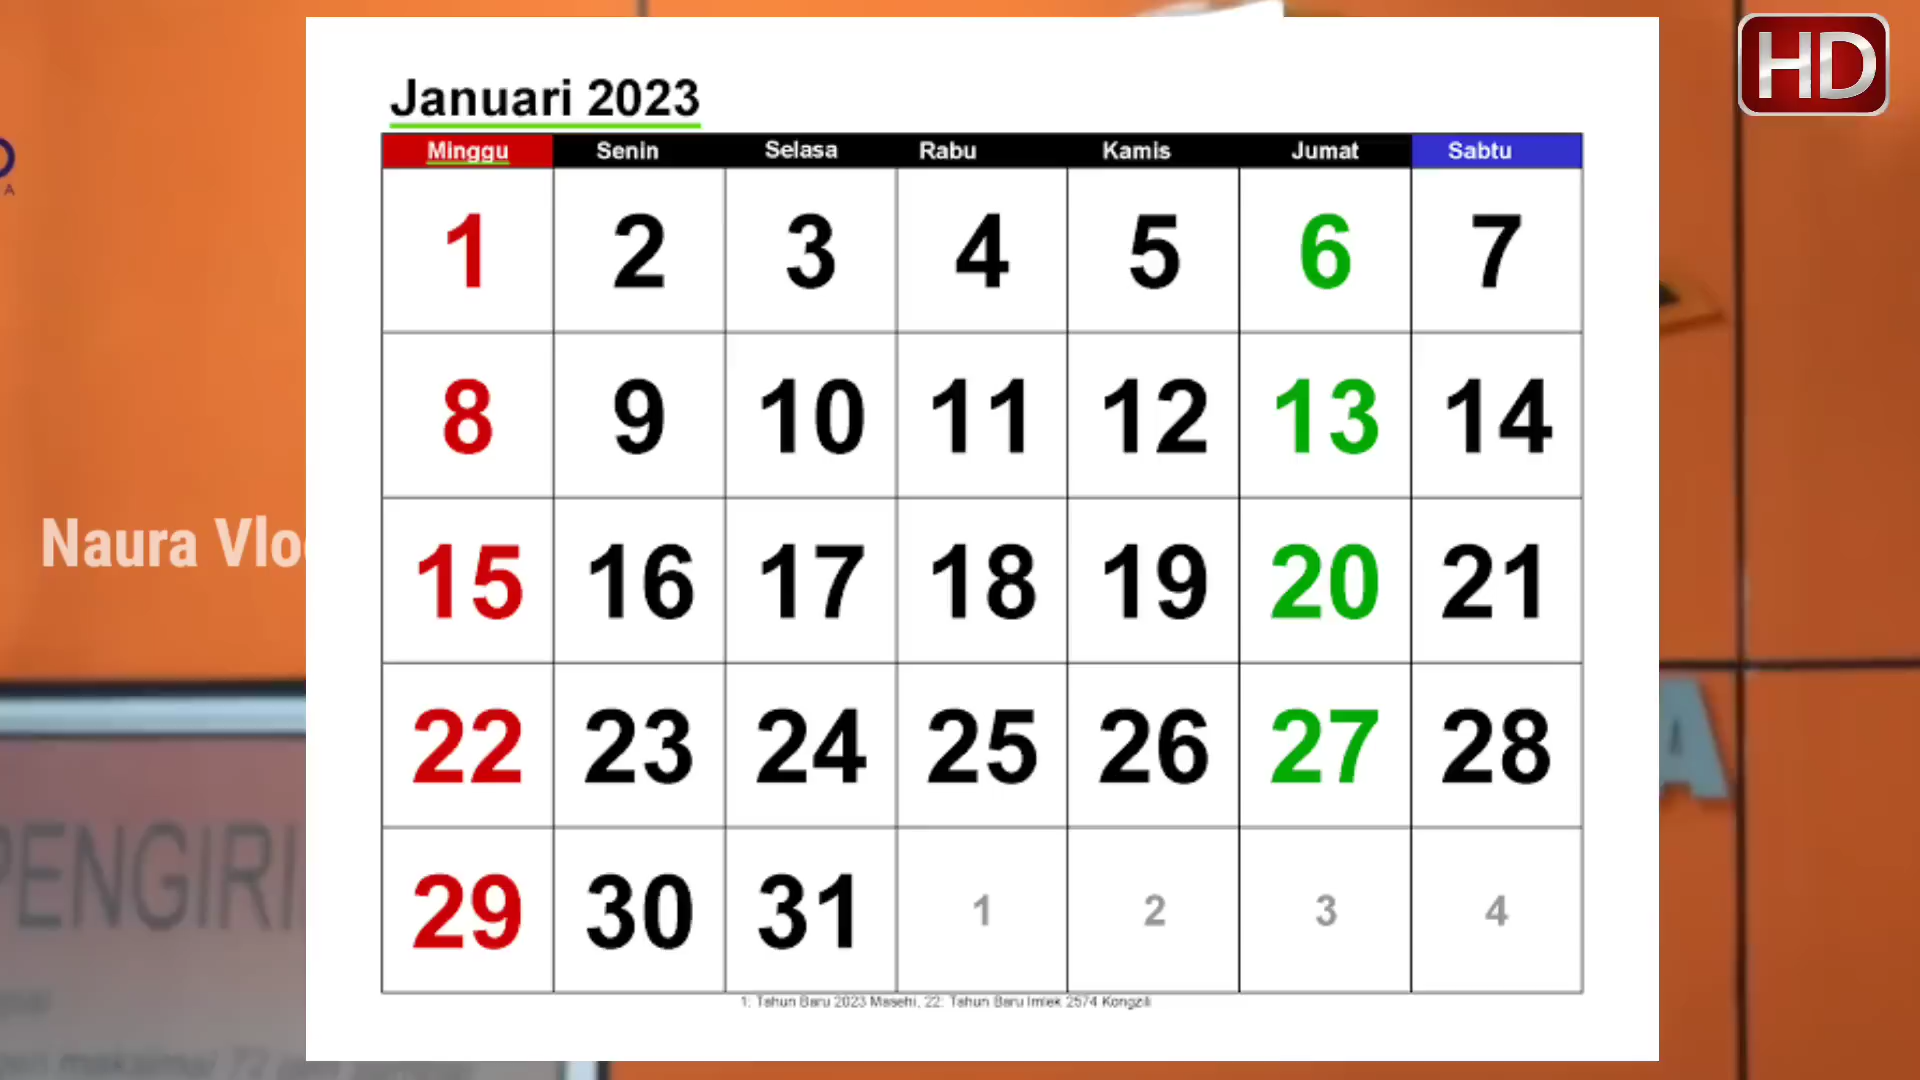 HD
Januari 2023
Minggu Senin Selasa Rabu Kamis Jumat Sabtu
1 2 3 4 5 6 7
8 9 10 11 12 13 14
Naura Vlo
15 16 17 18 19 20 21
22 23 24 25 26 27 28
A
PENGIRI
29 30 31 1 2 3 4
1: Tahun Baru 2023 Masehi, 22: Tahun Baru Imlek 2574 Kongzili
maksimal 72